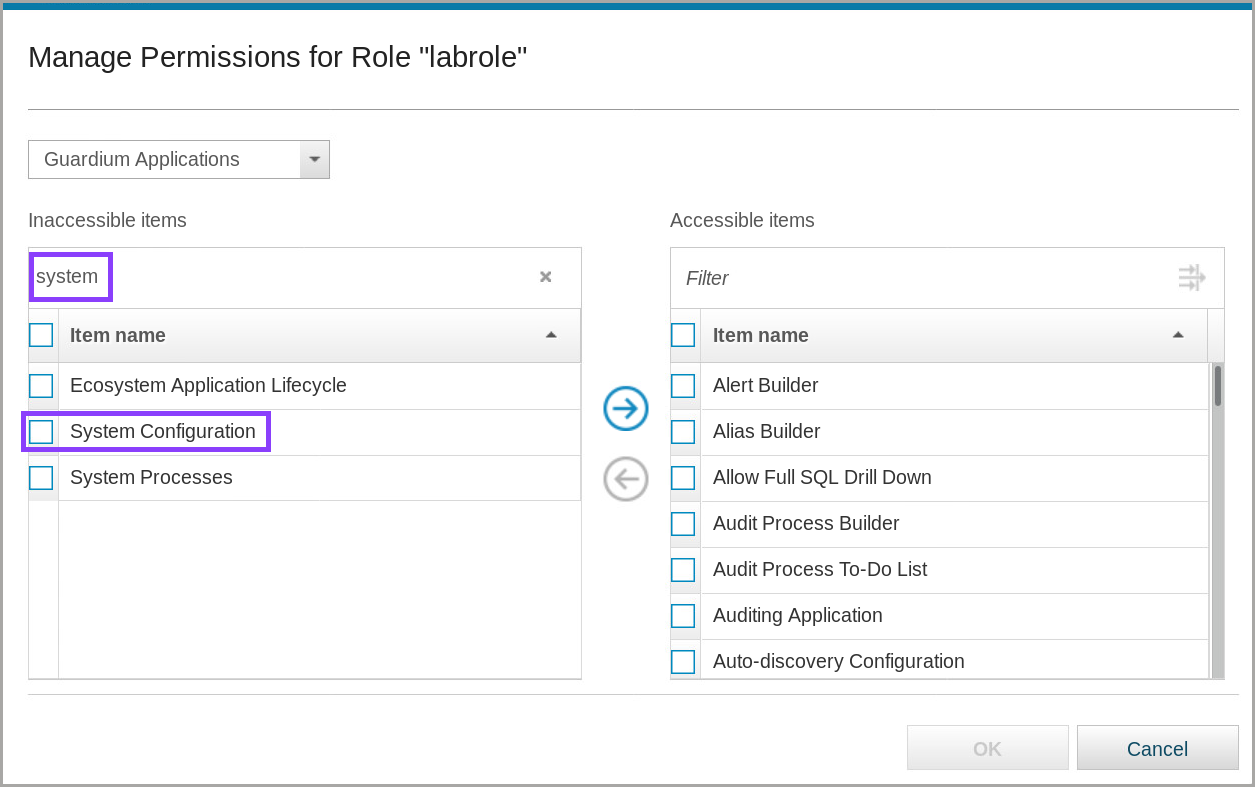 Manage Permissions for Role "labrole"
Guardium Applications
Inaccessible items
system
Item name
Ecosystem Application Lifecycle
System Configuration
System Processes
Accessible items
Filter
Item name
Alert Builder
Alias Builder
Allow Full SQL Drill Down
Audit Process Builder
Audit Process To-Do List
Auditing Application
Auto-discovery Configuration
OK
Cancel